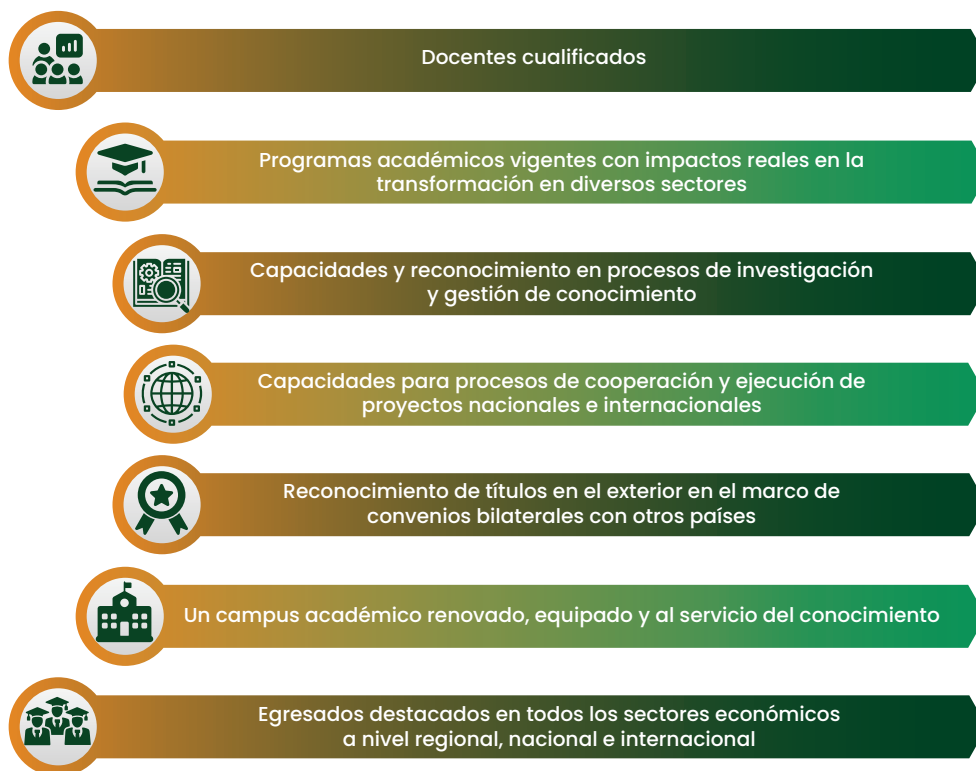 Docentes cualificados
Programas académicos vigentes con impactos reales en la
transformación en diversos sectores
Capacidades y reconocimiento en procesos de investigación
y gestión de conocimiento
Capacidades para procesos de cooperación y ejecución de
proyectos nacionales e internacionales
Reconocimiento de títulos en el exterior en el marco de
convenios bilaterales con otros países
Un campus académico renovado, equipado y al servicio del conocimiento
Egresados destacados en todos los sectores económicos
a nivel regional, nacional e internacional